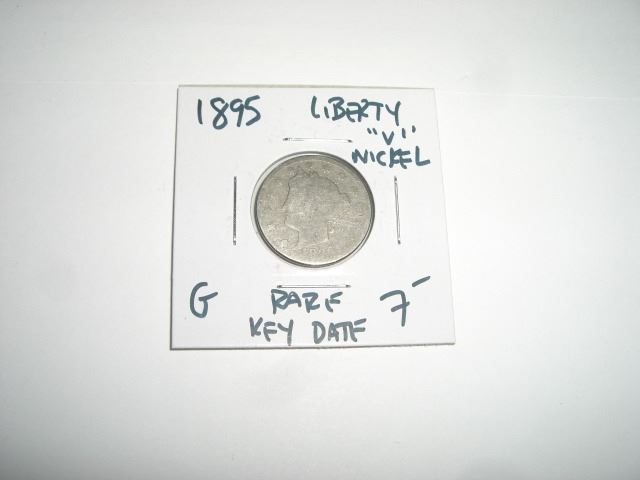 1895 LIBERTY
"V"
NICKEL
G RARE 7-
KEY DATE